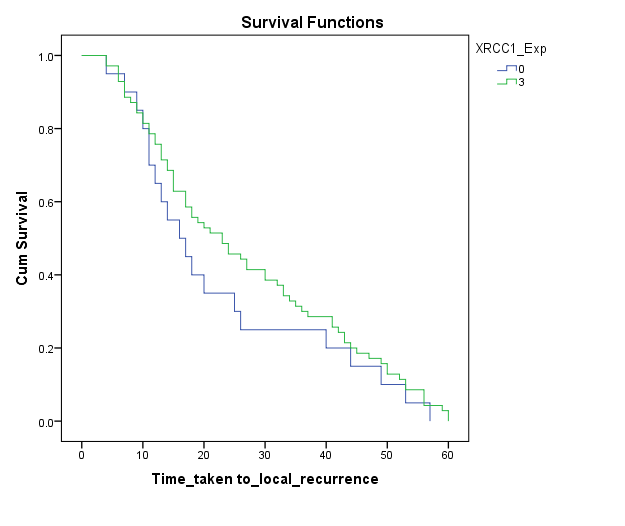 Survival Functions
XRCC1_Exp
0
3
Cum Survival
1.0
0.8
0.6
0.4
0.2
0.0
0 10 20 30 40 50 60
Time_taken to_local_recurrence